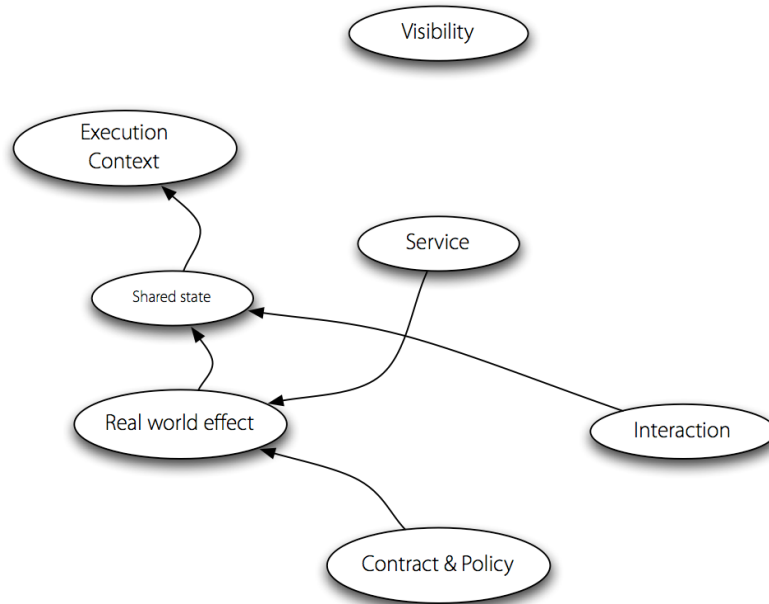 Visibility
Execution
Context
Service
Shared state
Real world effect
Interaction
Contract & Policy